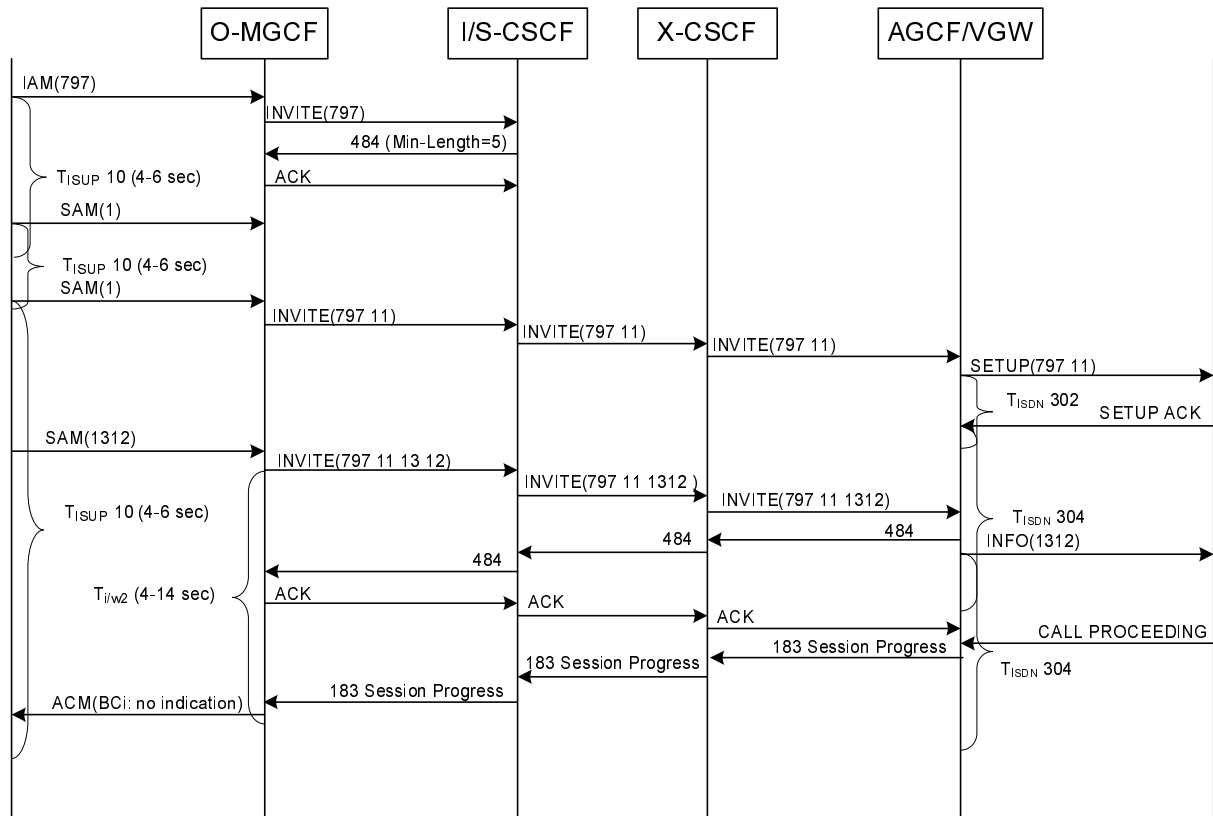 O-MGCF
I/S-CSCF
X-CSCF
AGCF/VGW
IAM(797)
INVITE(797)
484 (Min-Length=5)
TISUP 10 (4-6 sec)
ACK
SAM(1)
TISUP 10 (4-6 sec)
SAM(1)
INVITE(797 11)
INVITE(797 11)
INVITE(797 11)
SETUP(797 11)
TISDN 302
SETUP ACK
SAM(1312)
INVITE(797 11 13 12)
INVITE(797 11 1312 )
INVITE(797 11 1312)
TISUP 10 (4-6 sec)
TISDN 304
484
484
INFO(1312)
484
Ti/w2 (4-14 sec)
ACK
ACK
ACK
CALL PROCEEDING
183 Session Progress
183 Session Progress
TISDN 304
183 Session Progress
ACM(BCi: no indication)